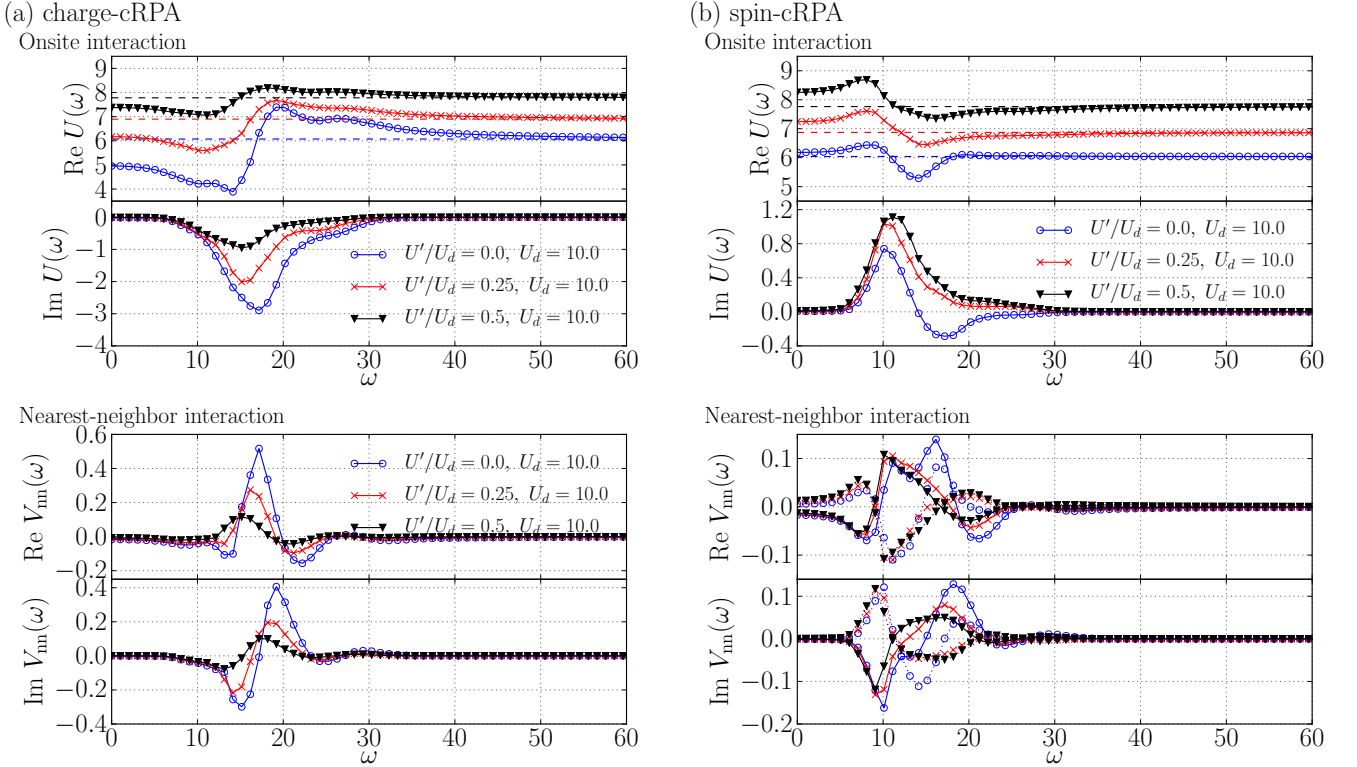 (a) charge-cRPA
Onsite interaction
Re U(ω)
9
8
7
6
5
4
Im U(ω)
0
−1
−2
−3
−4
U′/U_d = 0.0, U_d = 10.0
U′/U_d = 0.25, U_d = 10.0
U′/U_d = 0.5, U_d = 10.0
0 10 20 30 40 50 60
ω
Nearest-neighbor interaction
Re V_nn(ω)
0.6
0.4
0.2
0.0
−0.2
U′/U_d = 0.0, U_d = 10.0
U′/U_d = 0.25, U_d = 10.0
U′/U_d = 0.5, U_d = 10.0
Im V_nn(ω)
0.4
0.2
0.0
−0.2
−0.4
0 10 20 30 40 50 60
ω
(b) spin-cRPA
Onsite interaction
Re U(ω)
9
8
7
6
5
Im U(ω)
1.2
0.8
0.4
0.0
−0.4
U′/U_d = 0.0, U_d = 10.0
U′/U_d = 0.25, U_d = 10.0
U′/U_d = 0.5, U_d = 10.0
0 10 20 30 40 50 60
ω
Nearest-neighbor interaction
Re V_nn(ω)
0.1
0.0
−0.1
Im V_nn(ω)
0.1
0.0
−0.1
−0.2
0 10 20 30 40 50 60
ω